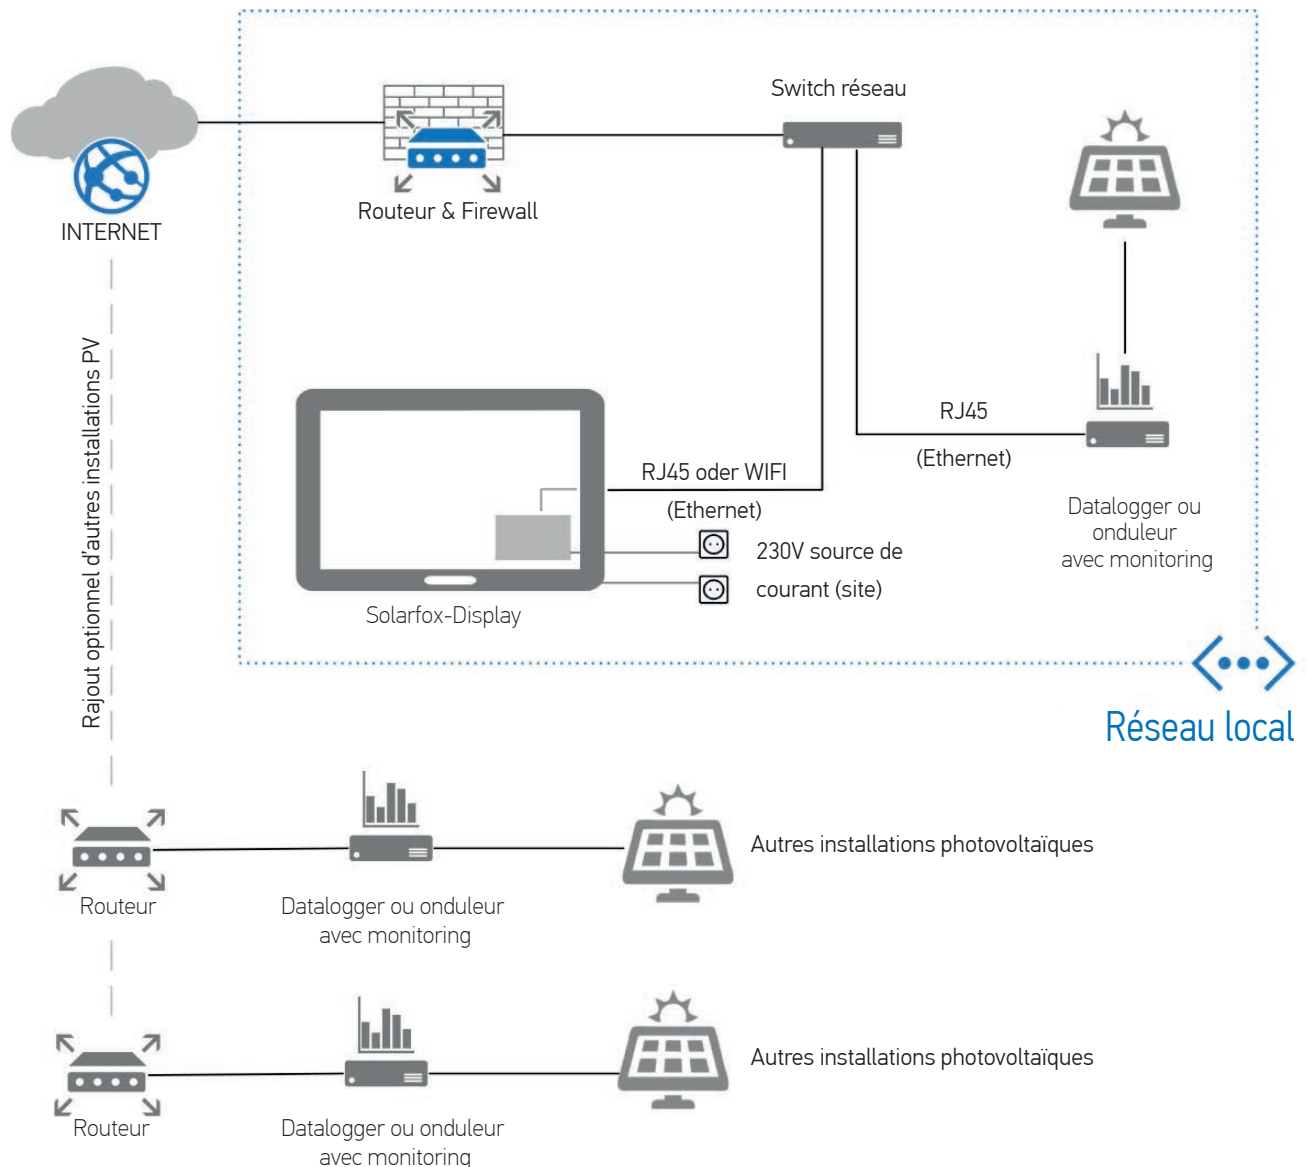 Switch réseau
Routeur & Firewall
INTERNET
Rajout optionnel d'autres installations PV
RJ45
(Ethernet)
RJ45 oder WIFI
(Ethernet)
Datalogger ou
onduleur
avec monitoring
230V source de
courant (site)
Solarfox-Display
Réseau local
Autres installations photovoltaïques
Routeur
Datalogger ou onduleur
avec monitoring
Autres installations photovoltaïques
Routeur
Datalogger ou onduleur
avec monitoring